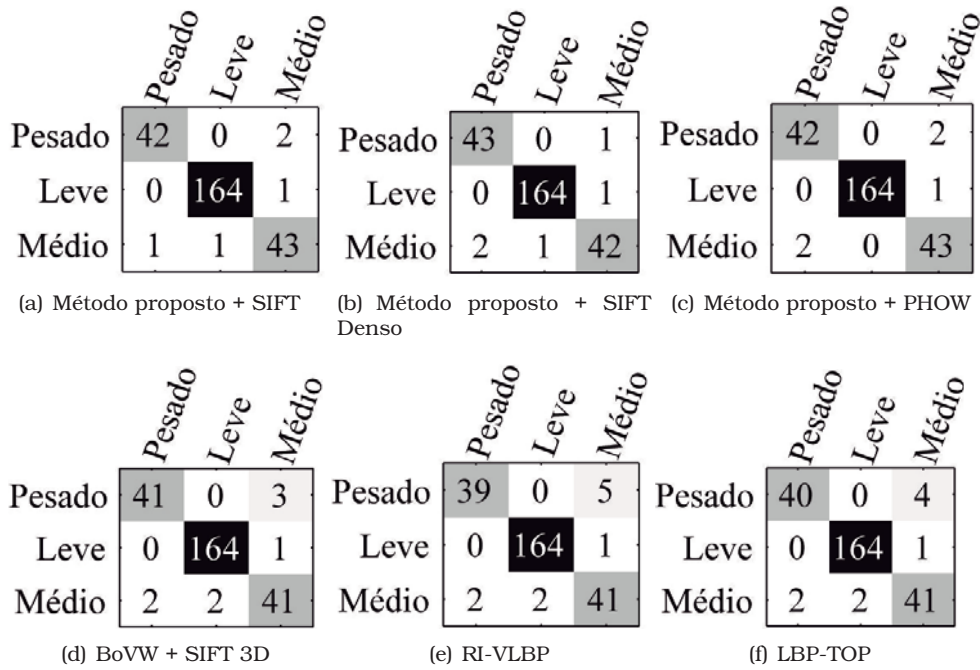 Pesado Leve Médio
Pesado 42 0 2
Leve 0 164 1
Médio 1 1 43
(a) Método proposto + SIFT
Pesado Leve Médio
Pesado 43 0 1
Leve 0 164 1
Médio 2 1 42
(b) Método proposto + SIFT
Denso
Pesado Leve Médio
Pesado 42 0 2
Leve 0 164 1
Médio 2 0 43
(c) Método proposto + PHOW
Pesado Leve Médio
Pesado 41 0 3
Leve 0 164 1
Médio 2 2 41
(d) BoVW + SIFT 3D
Pesado Leve Médio
Pesado 39 0 5
Leve 0 164 1
Médio 2 2 41
(e) RI-VLBP
Pesado Leve Médio
Pesado 40 0 4
Leve 0 164 1
Médio 2 2 41
(f) LBP-TOP